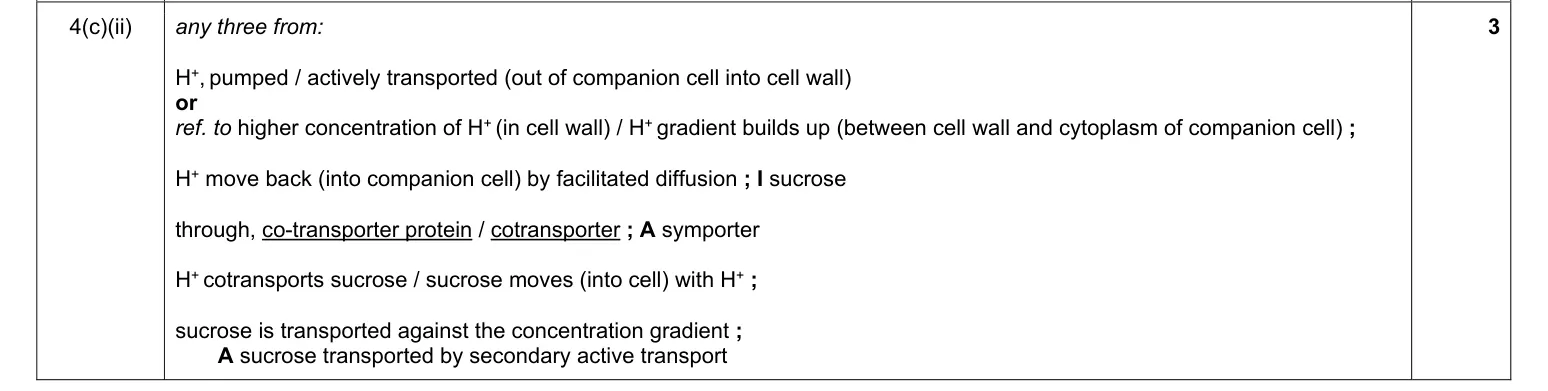 4(c)(ii) any three from: 3
H⁺, pumped / actively transported (out of companion cell into cell wall)
or
ref. to higher concentration of H⁺ (in cell wall) / H⁺ gradient builds up (between cell wall and cytoplasm of companion cell) ;
H⁺ move back (into companion cell) by facilitated diffusion ; I sucrose
through, co-transporter protein / cotransporter ; A symporter
H⁺ cotransports sucrose / sucrose moves (into cell) with H⁺ ;
sucrose is transported against the concentration gradient ;
A sucrose transported by secondary active transport